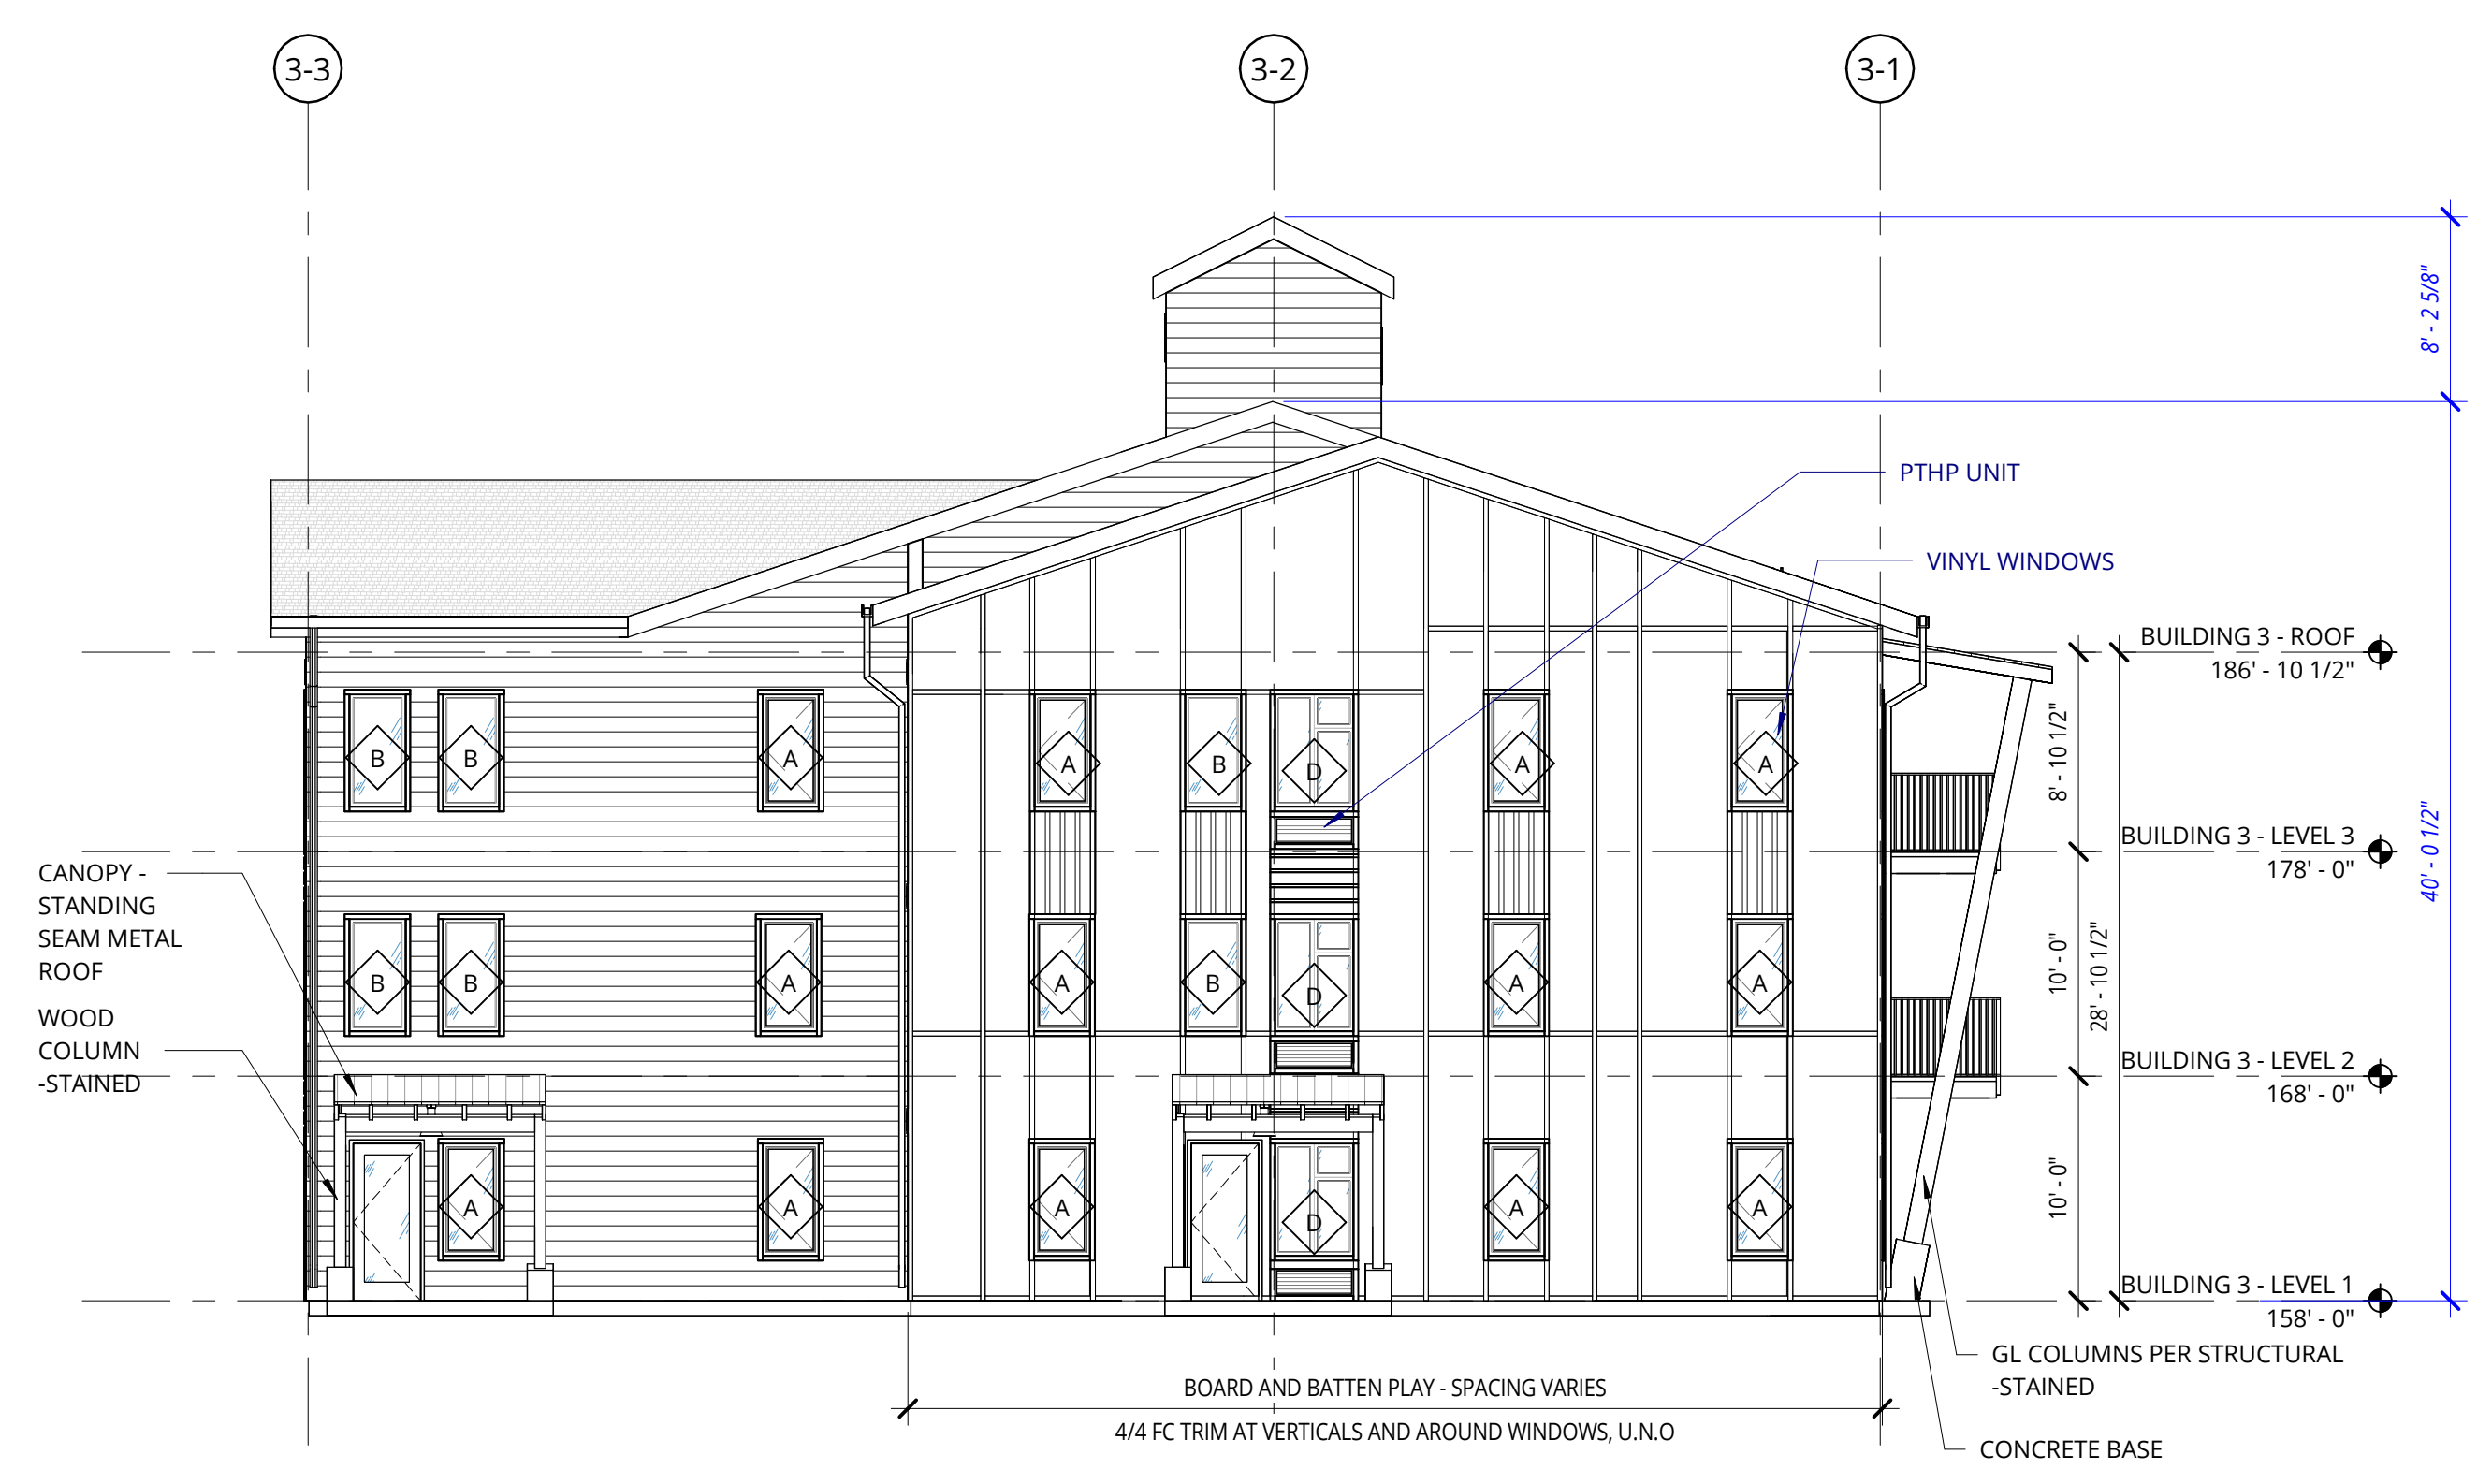 3-3
3-2
3-1
8' - 2 5/8"
PTHP UNIT
VINYL WINDOWS
BUILDING 3 - ROOF
186' - 10 1/2"
8' - 10 1/2"
B
B
A
A
B
D
A
A
BUILDING 3 - LEVEL 3
178' - 0"
40' - 0 1/2"
CANOPY -
STANDING
SEAM METAL
ROOF
WOOD
COLUMN
-STAINED
10' - 0"
28' - 10 1/2"
B
B
A
A
B
D
A
A
BUILDING 3 - LEVEL 2
168' - 0"
10' - 0"
A
A
A
D
A
A
BUILDING 3 - LEVEL 1
158' - 0"
GL COLUMNS PER STRUCTURAL
-STAINED
BOARD AND BATTEN PLAY - SPACING VARIES
4/4 FC TRIM AT VERTICALS AND AROUND WINDOWS, U.N.O
CONCRETE BASE